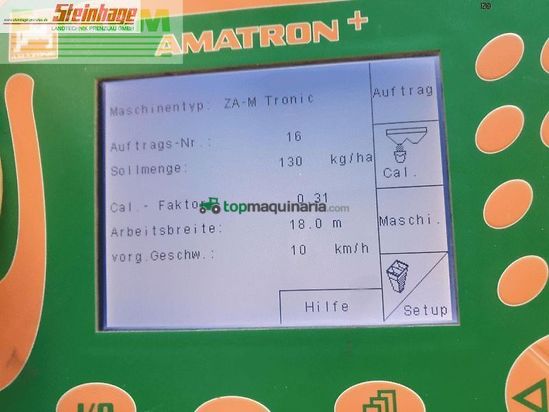 Steinhage
LANDTECHNIK PRENZLAU GMBH
AMATRON+
Maschinentyp: ZA-M Tronic
Auftrags-Nr.: 16
Sollmenge: 130 kg/ha
Cal.- Fakto 0.31
topmaquinaria.com
Arbeitsbreite: 18.0 m
vorg.Geschw.: 10 km/h
Hilfe
Auftrag
Cal.
Maschi.
Setup